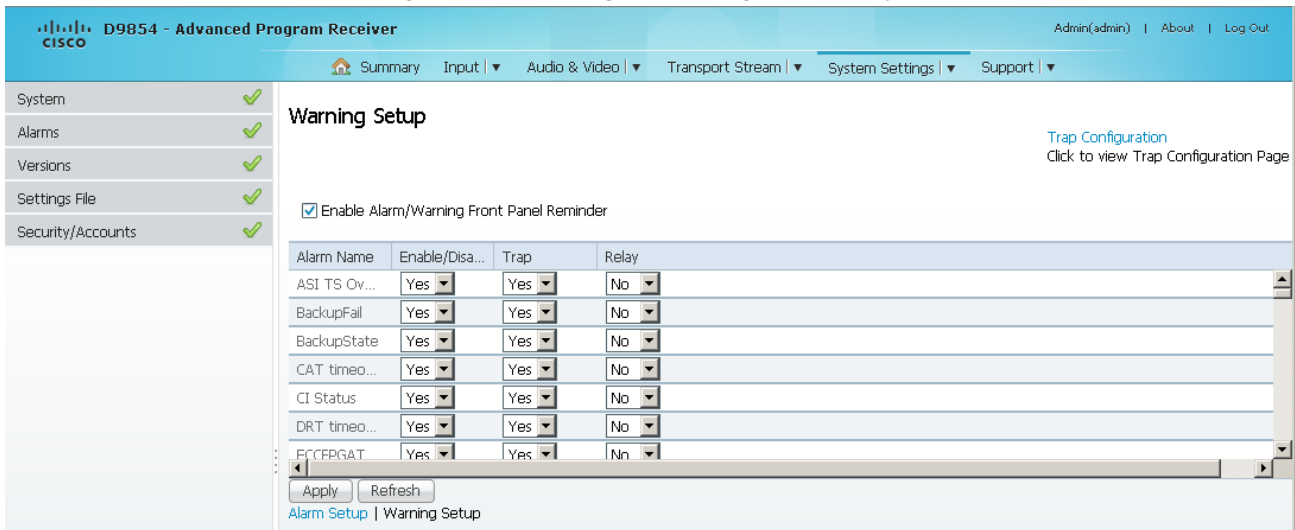 CISCO D9854 - Advanced Program Receiver Admin(admin) | About | Log Out
Summary Input | ▼ Audio & Video | ▼ Transport Stream | ▼ System Settings | ▼ Support | ▼
System
Alarms
Versions
Settings File
Security/Accounts
Warning Setup
Trap Configuration
Click to view Trap Configuration Page
Enable Alarm/Warning Front Panel Reminder
Alarm Name Enable/Disa... Trap Relay
ASI TS Ov... Yes Yes No
BackupFail Yes Yes No
BackupState Yes Yes No
CAT timeo... Yes Yes No
CI Status Yes Yes No
DRT timeo... Yes Yes No
Yes Yes No
Apply Refresh
Alarm Setup | Warning Setup